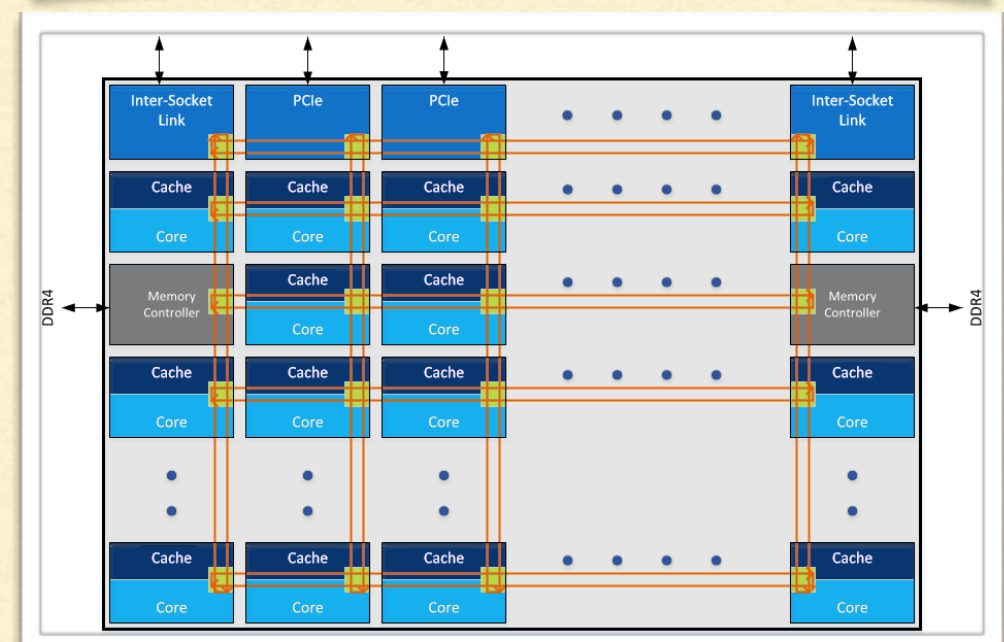 Inter-Socket
Link
PCIe
PCIe
Inter-Socket
Link
Cache
Core
Cache
Core
Cache
Core
Cache
Core
DDR4
Memory
Controller
Cache
Core
Cache
Core
Memory
Controller
DDR4
Cache
Core
Cache
Core
Cache
Core
Cache
Core
Cache
Core
Cache
Core
Cache
Core
Cache
Core